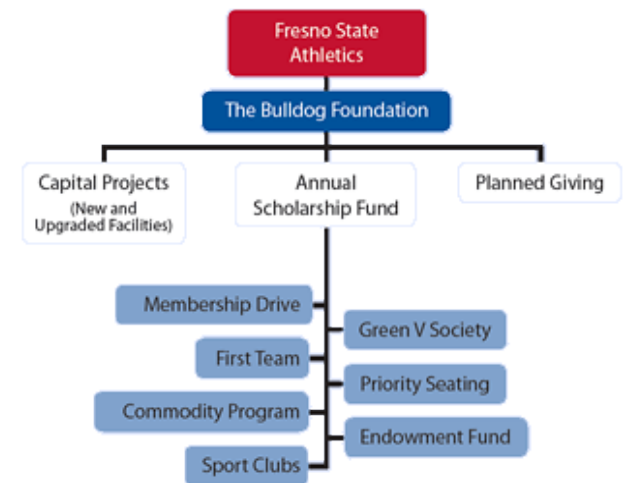 Fresno State
Athletics
The Bulldog Foundation
Capital Projects
(New and
Upgraded Facilities)
Annual
Scholarship Fund
Planned Giving
Membership Drive
Green V Society
First Team
Priority Seating
Commodity Program
Endowment Fund
Sport Clubs